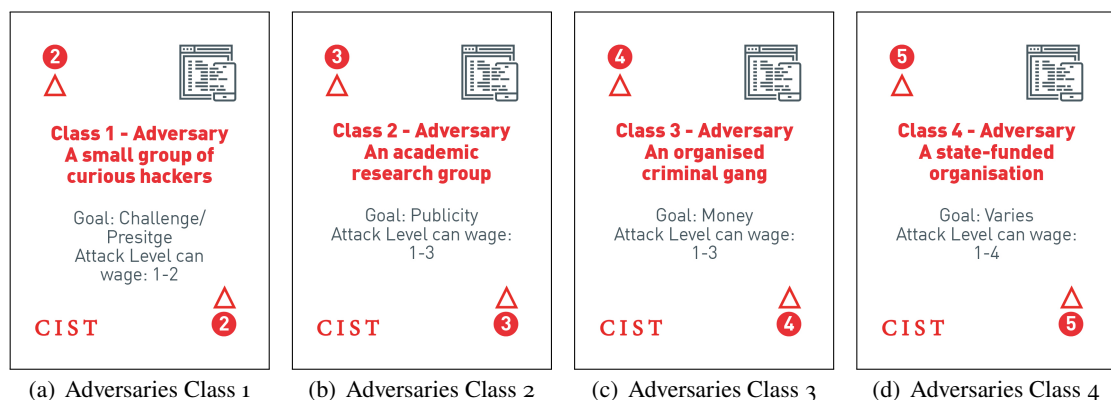 2
Class 1 - Adversary
A small group of
curious hackers
Goal: Challenge/
Presitge
Attack Level can
wage: 1-2
CIST
2
(a) Adversaries Class 1
3
Class 2 - Adversary
An academic
research group
Goal: Publicity
Attack Level can wage:
1-3
CIST
3
(b) Adversaries Class 2
4
Class 3 - Adversary
An organised
criminal gang
Goal: Money
Attack Level can wage:
1-3
CIST
4
(c) Adversaries Class 3
5
Class 4 - Adversary
A state-funded
organisation
Goal: Varies
Attack Level can wage:
1-4
CIST
5
(d) Adversaries Class 4